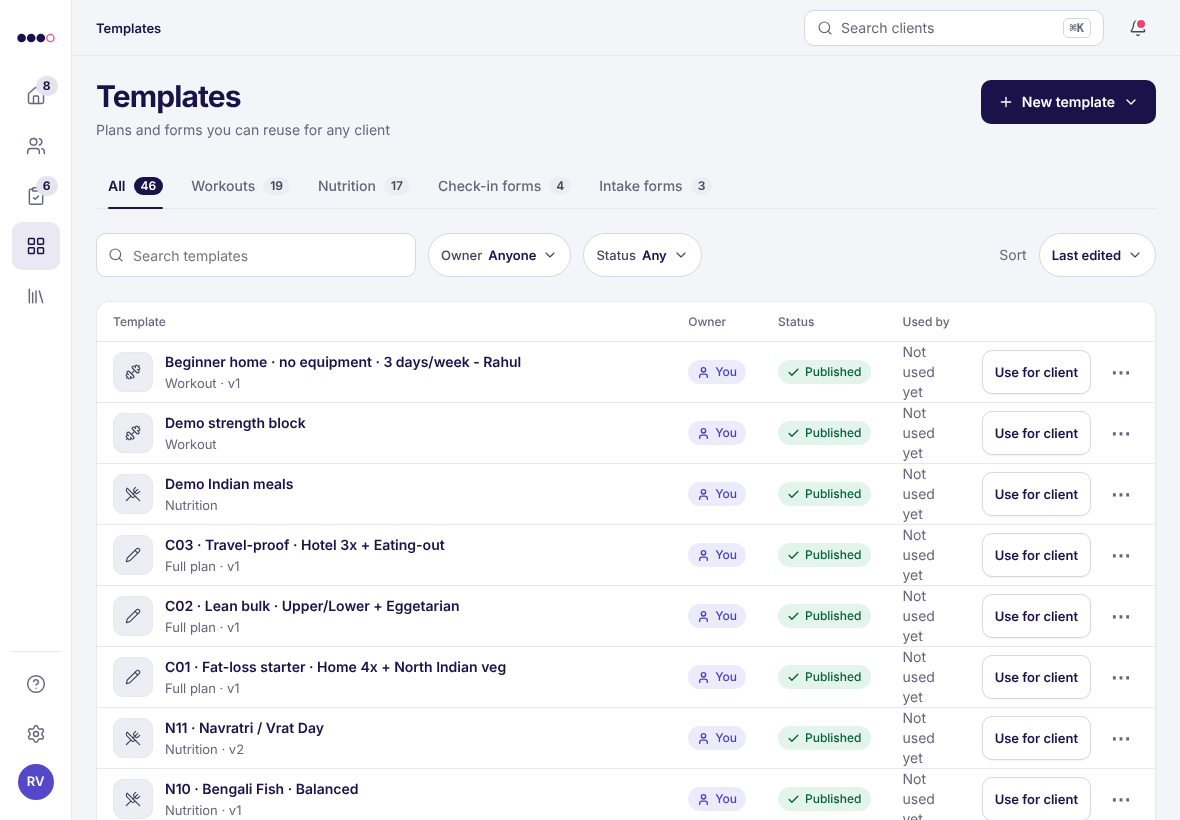 Templates
Search clients
⌘K
8
6
Templates
Plans and forms you can reuse for any client
+ New template
All 46
Workouts 19
Nutrition 17
Check-in forms 4
Intake forms 3
Search templates
Owner Anyone
Status Any
Sort
Last edited
Template Owner Status Used by
Beginner home · no equipment · 3 days/week - Rahul
Workout · v1
You
Published
Not
used
yet
Use for client
Demo strength block
Workout
You
Published
Not
used
yet
Use for client
Demo Indian meals
Nutrition
You
Published
Not
used
yet
Use for client
C03 · Travel-proof · Hotel 3x + Eating-out
Full plan · v1
You
Published
Not
used
yet
Use for client
C02 · Lean bulk · Upper/Lower + Eggetarian
Full plan · v1
You
Published
Not
used
yet
Use for client
C01 · Fat-loss starter · Home 4x + North Indian veg
Full plan · v1
You
Published
Not
used
yet
Use for client
N11 · Navratri / Vrat Day
Nutrition · v2
You
Published
Not
used
yet
Use for client
N10 · Bengali Fish · Balanced
Nutrition · v1
You
Published
Not
used
yet
Use for client
RV